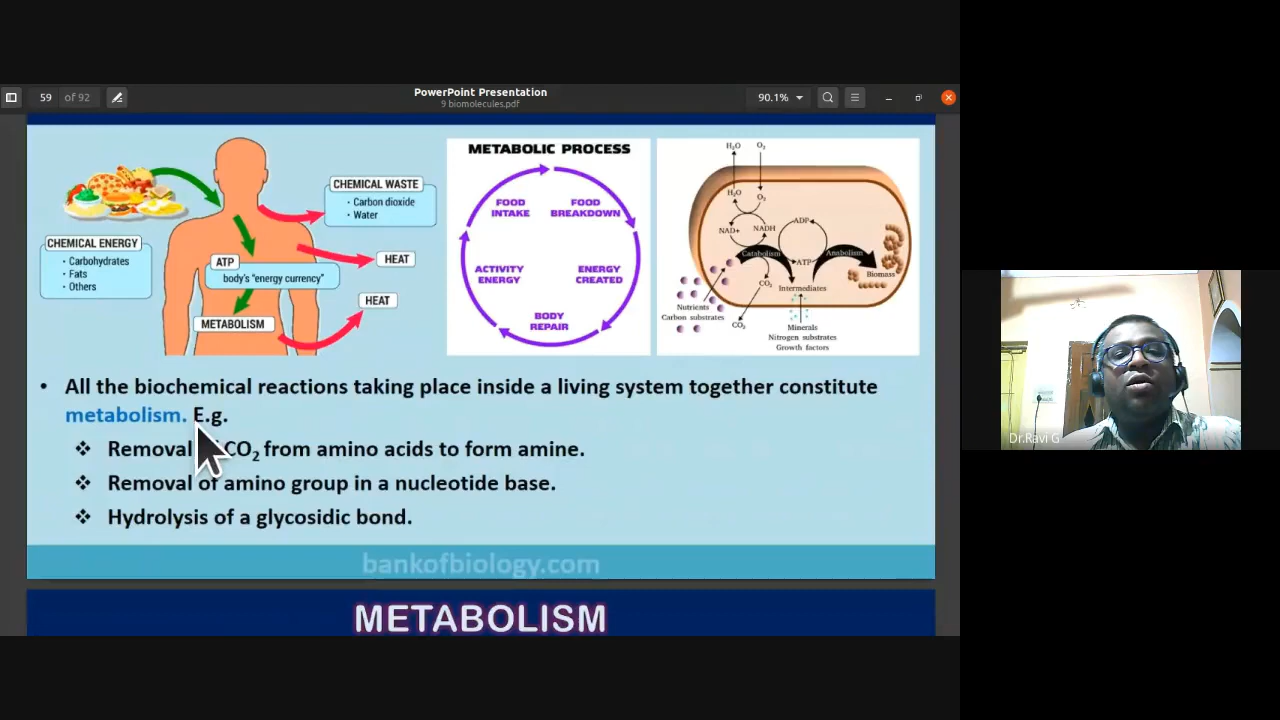 59 of 92
PowerPoint Presentation
9 biomolecules.pdf
90.1%
CHEMICAL WASTE
• Carbon dioxide
• Water
CHEMICAL ENERGY
• Carbohydrates
• Fats
• Others
ATP
body's "energy currency"
HEAT
HEAT
METABOLISM
METABOLIC PROCESS
FOOD
INTAKE
FOOD
BREAKDOWN
ACTIVITY
ENERGY
ENERGY
CREATED
BODY
REPAIR
H₂O O₂
H₂O O₂
NAD+ NADH
ADP
Catabolism
ATP
Anabolism
CO₂
Intermediates
Biomass
Nutrients
Carbon substrates
CO₂
Minerals
Nitrogen substrates
Growth factors
• All the biochemical reactions taking place inside a living system together constitute
metabolism. E.g.
❖ Removal CO₂ from amino acids to form amine.
❖ Removal of amino group in a nucleotide base.
❖ Hydrolysis of a glycosidic bond.
bankofbiology.com
METABOLISM
Dr.Ravi G